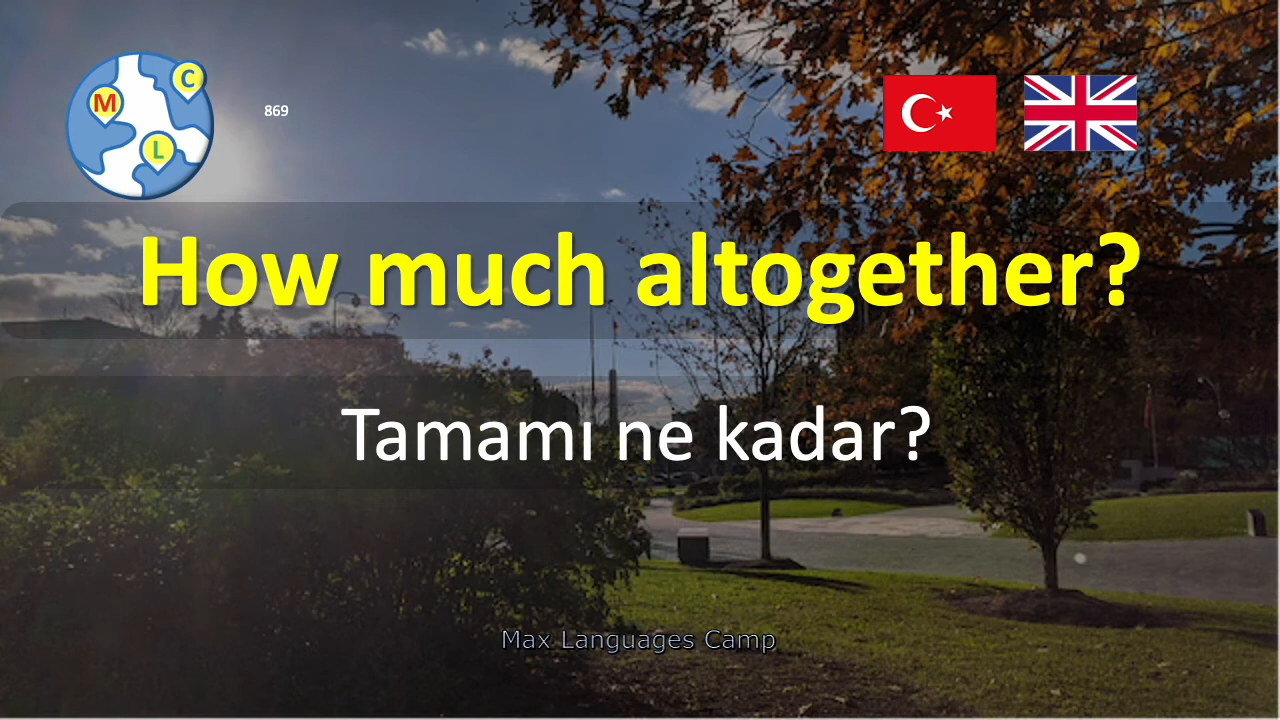 C
M
L
869
How much altogether?
Tamamı ne kadar?
Max Languages Camp